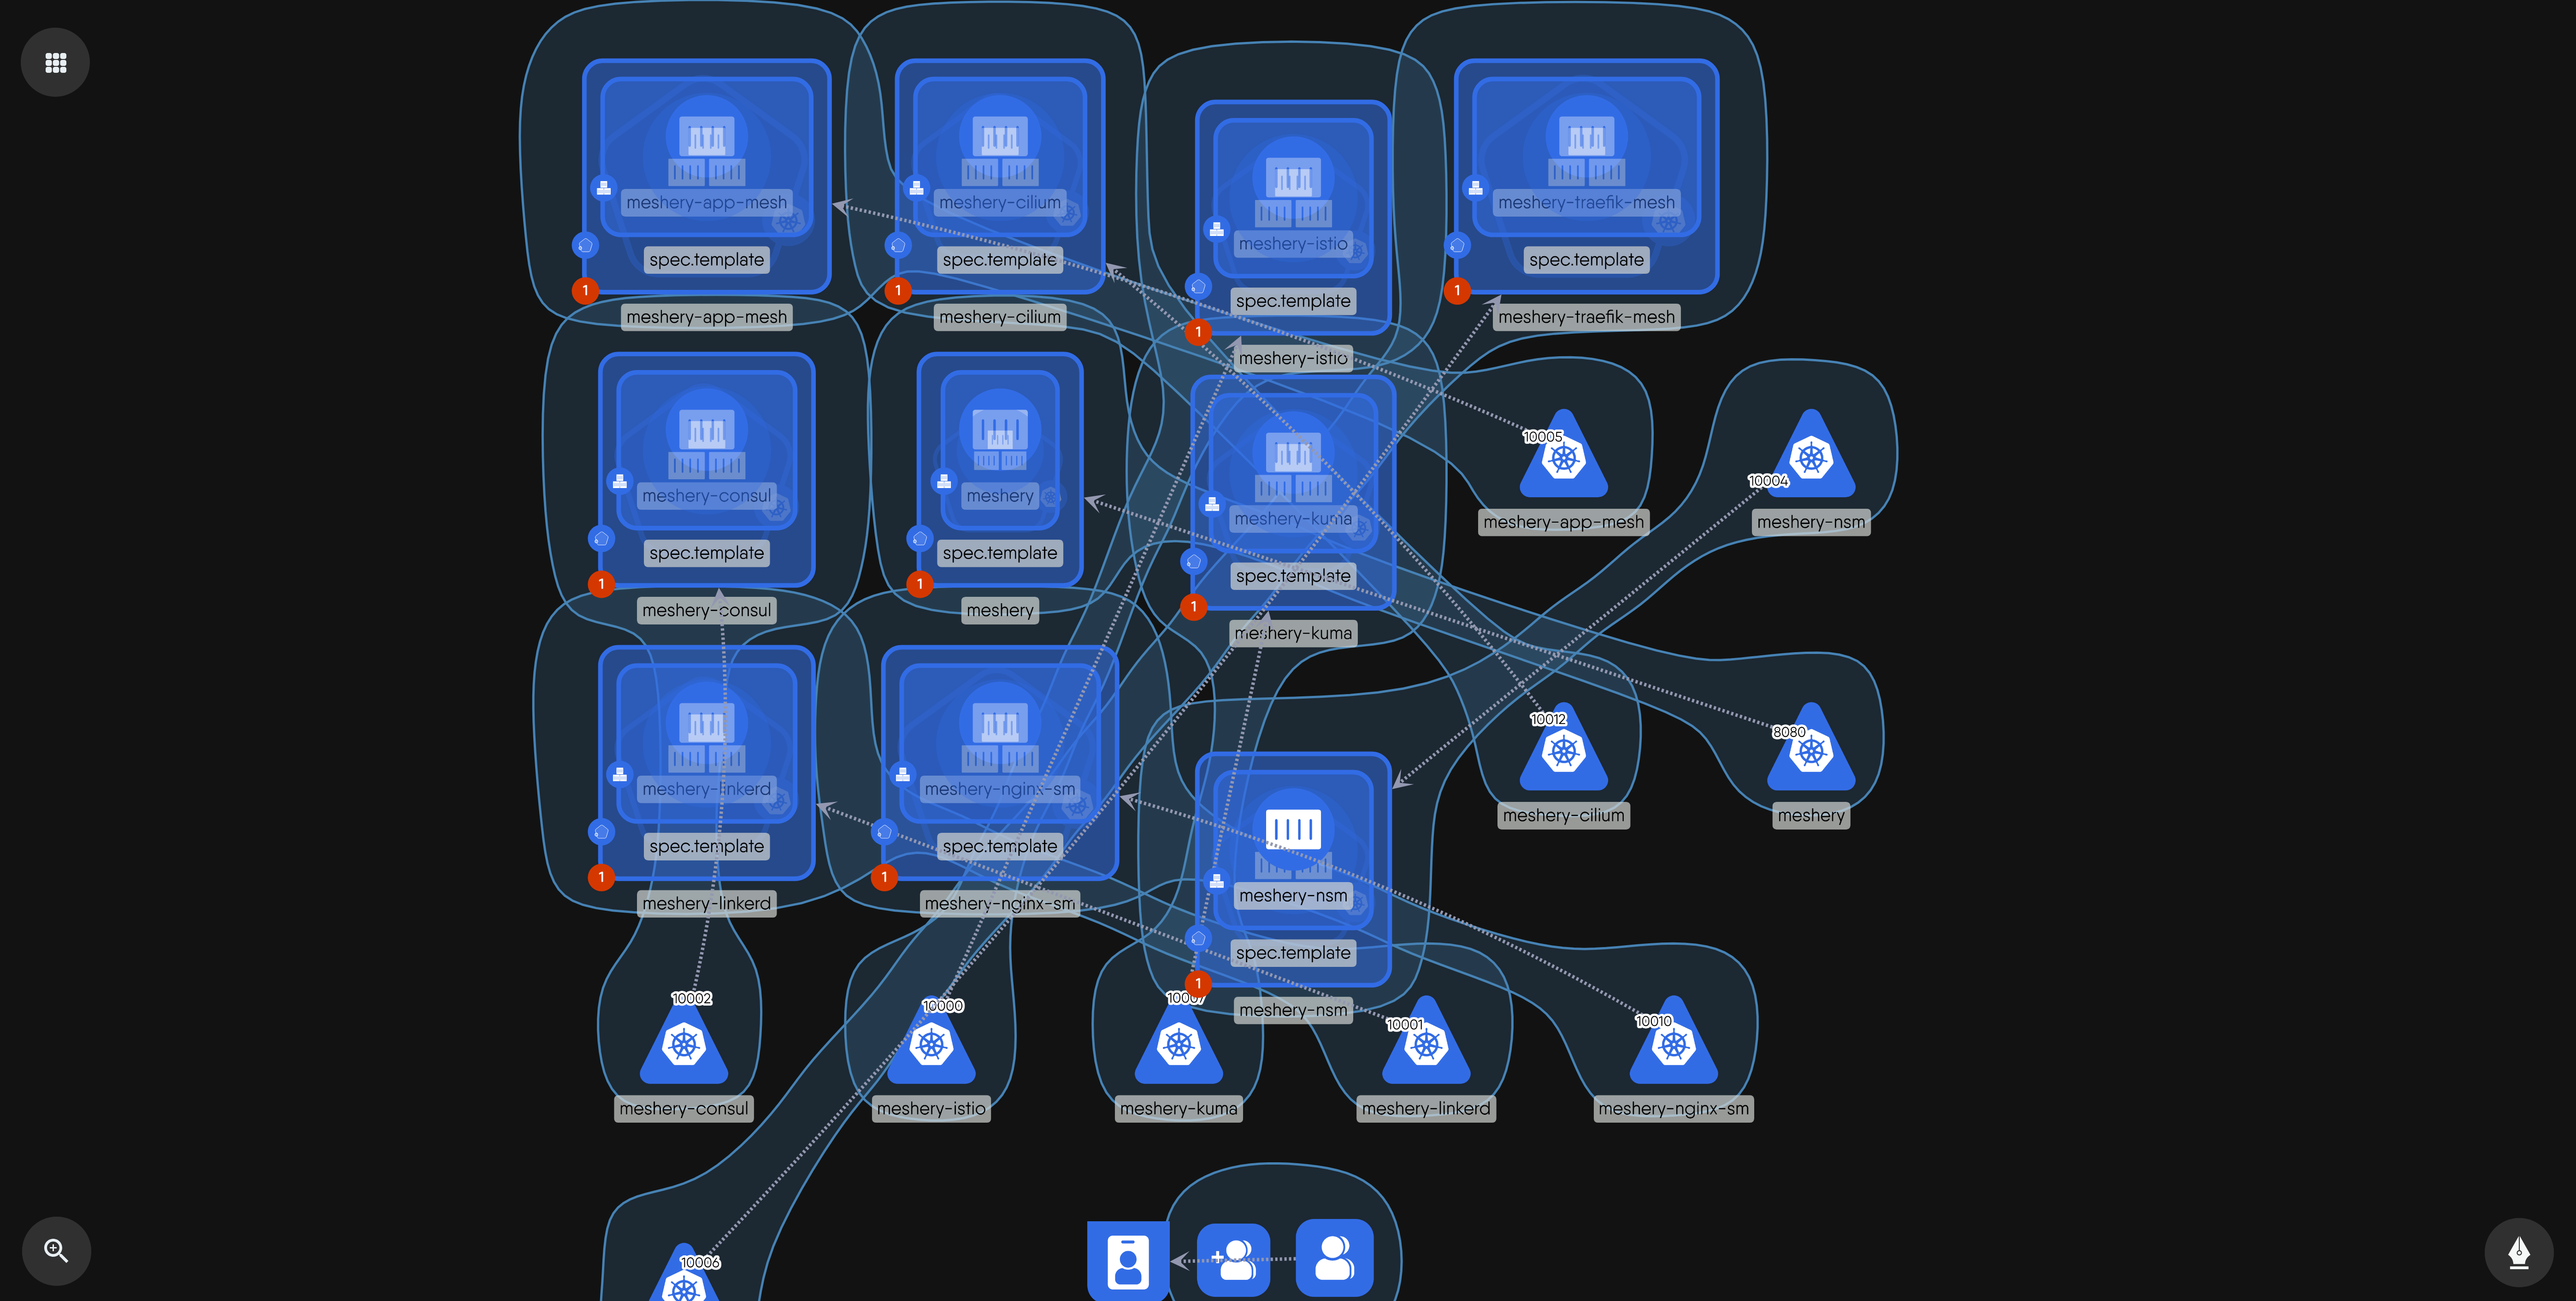 meshery-app-mesh
spec.template
1
meshery-app-mesh
meshery-cilium
spec.template
1
meshery-cilium
meshery-istio
spec.template
1
meshery-istio
meshery-traefik-mesh
spec.template
1
meshery-traefik-mesh
meshery-consul
spec.template
1
meshery-consul
meshery
spec.template
1
meshery
meshery-kuma
spec.template
1
meshery-kuma
10005
meshery-app-mesh
10004
meshery-nsm
meshery-linkerd
spec.template
1
meshery-linkerd
meshery-nginx-sm
spec.template
1
meshery-nginx-sm
meshery-nsm
spec.template
1
meshery-nsm
10012
meshery-cilium
8080
meshery
10002
meshery-consul
10000
meshery-istio
10007
meshery-kuma
10001
meshery-linkerd
10010
meshery-nginx-sm
10006